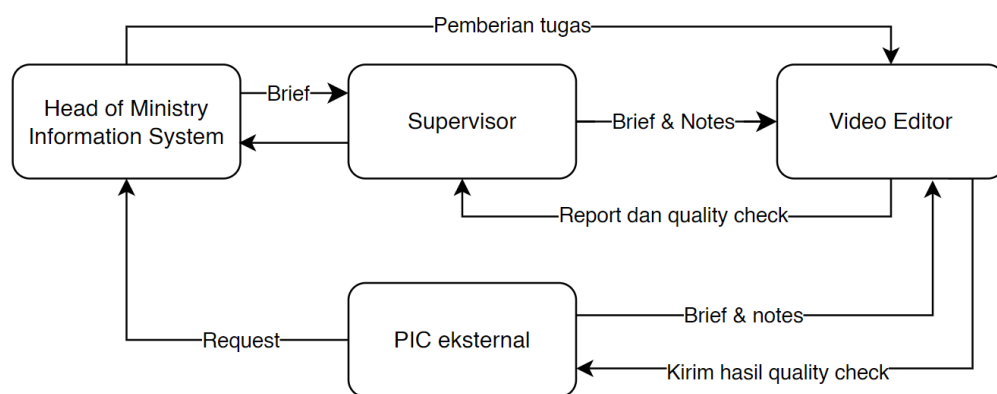 Pemberian tugas
Head of Ministry
Information System
Brief
Supervisor
Brief & Notes
Video Editor
Report dan quality check
Request
PIC eksternal
Brief & notes
Kirim hasil quality check